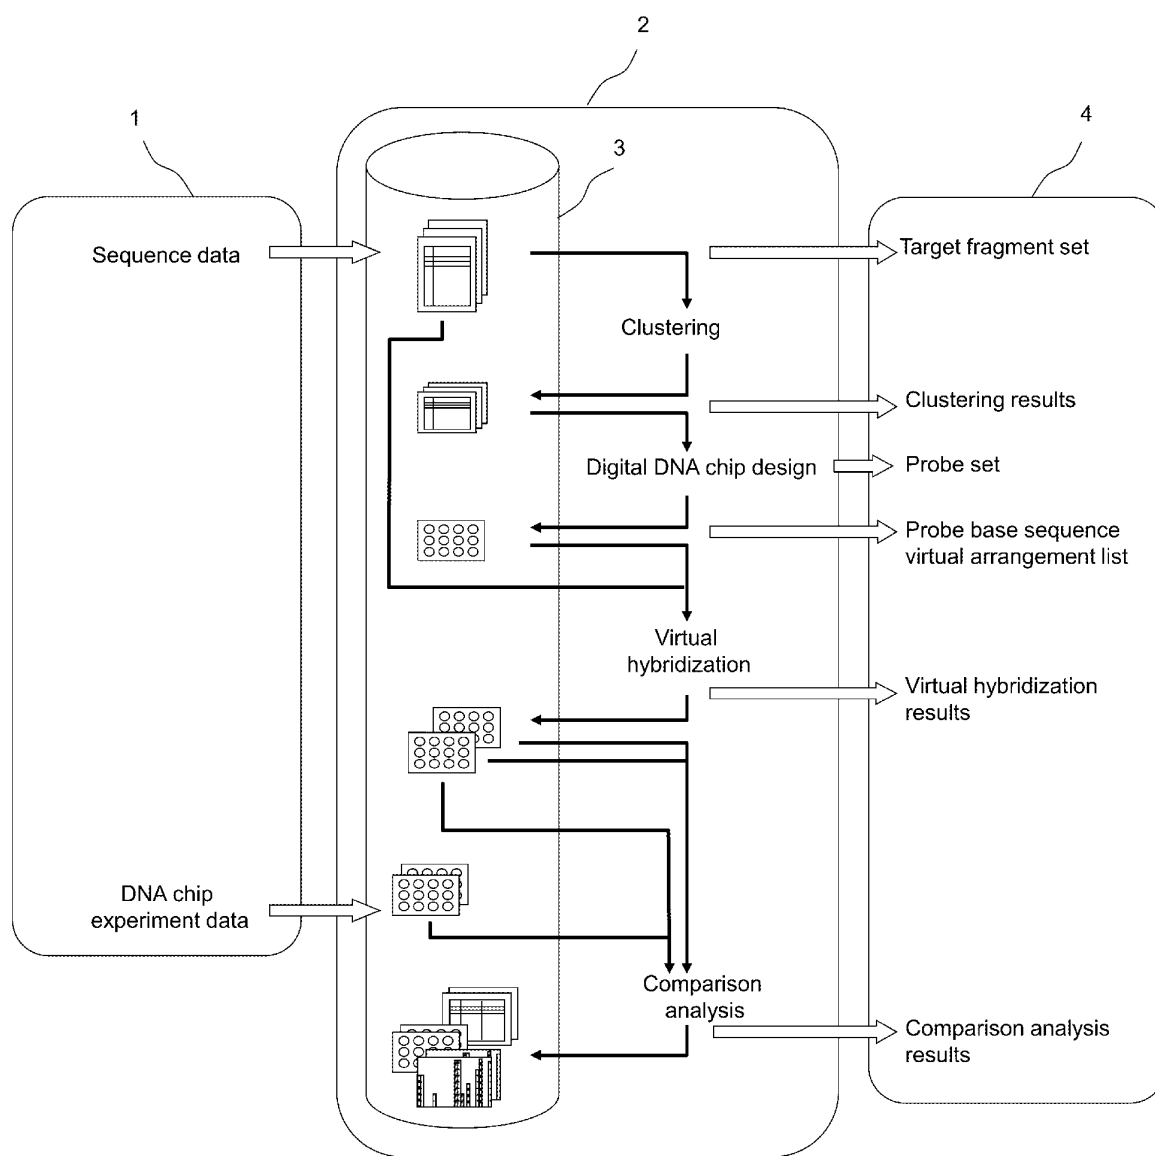 2
1
3
4
Sequence data
Target fragment set
Clustering
Clustering results
Digital DNA chip design
Probe set
Probe base sequence
virtual arrangement list
Virtual
hybridization
Virtual hybridization
results
DNA chip
experiment data
Comparison
analysis
Comparison analysis
results